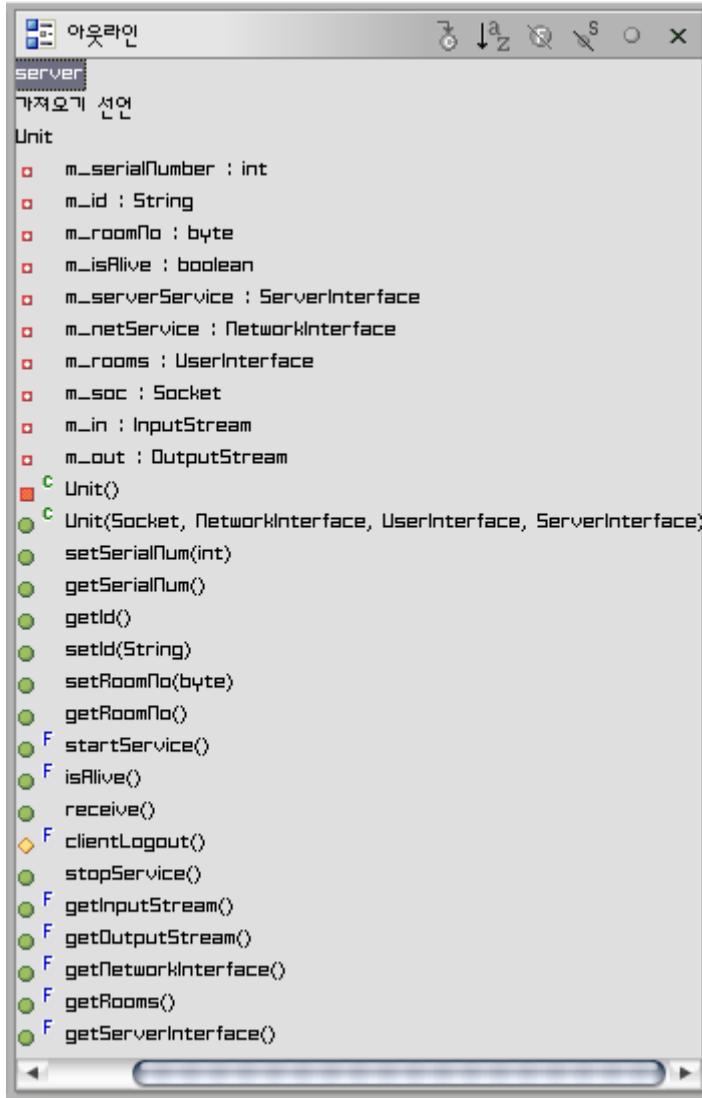 아웃라인
server
가져오기 선언
Unit
m_serialNumber : int
m_id : String
m_roomNo : byte
m_isAlive : boolean
m_serverService : ServerInterface
m_netService : NetworkInterface
m_rooms : UserInterface
m_soc : Socket
m_in : InputStream
m_out : OutputStream
C Unit()
C Unit(Socket, NetworkInterface, UserInterface, ServerInterface)
setSerialNum(int)
getSerialNum()
getId()
setId(String)
setRoomNo(byte)
getRoomNo()
F startService()
F isAlive()
receive()
F clientLogout()
stopService()
F getInputStream()
F getOutputStream()
F getNetworkInterface()
F getRooms()
F getServerInterface()